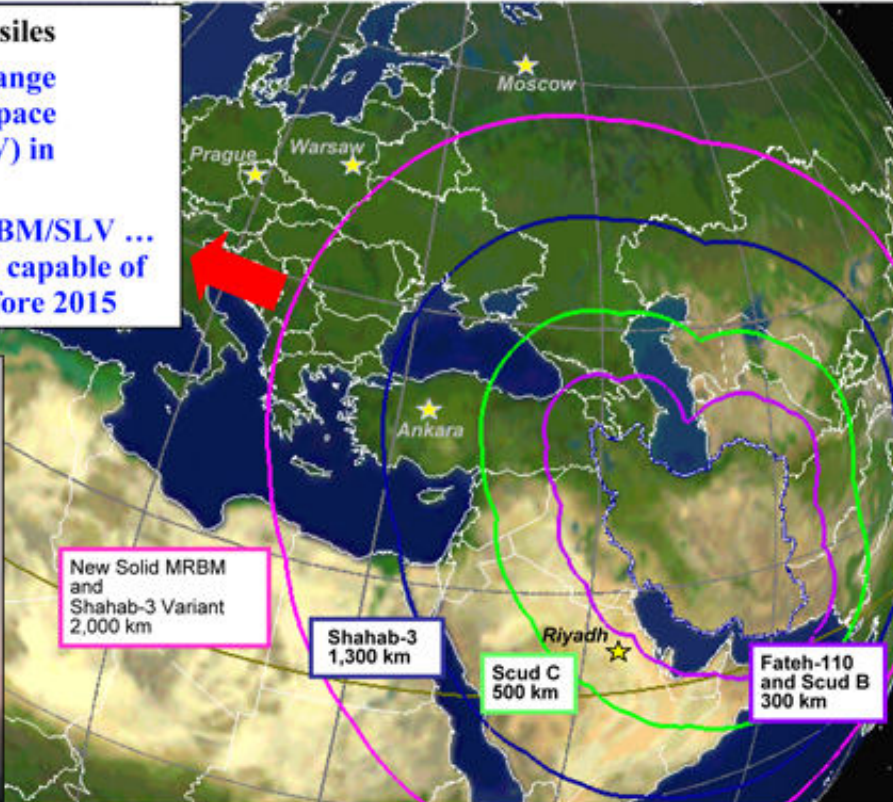 siles
ange
pace
V) in
BM/SLV …
capable of
fore 2015
Moscow
Prague
Warsaw
Ankara
New Solid MRBM
and
Shahab-3 Variant
2,000 km
Shahab-3
1,300 km
Riyadh
Scud C
500 km
Fateh-110
and Scud B
300 km